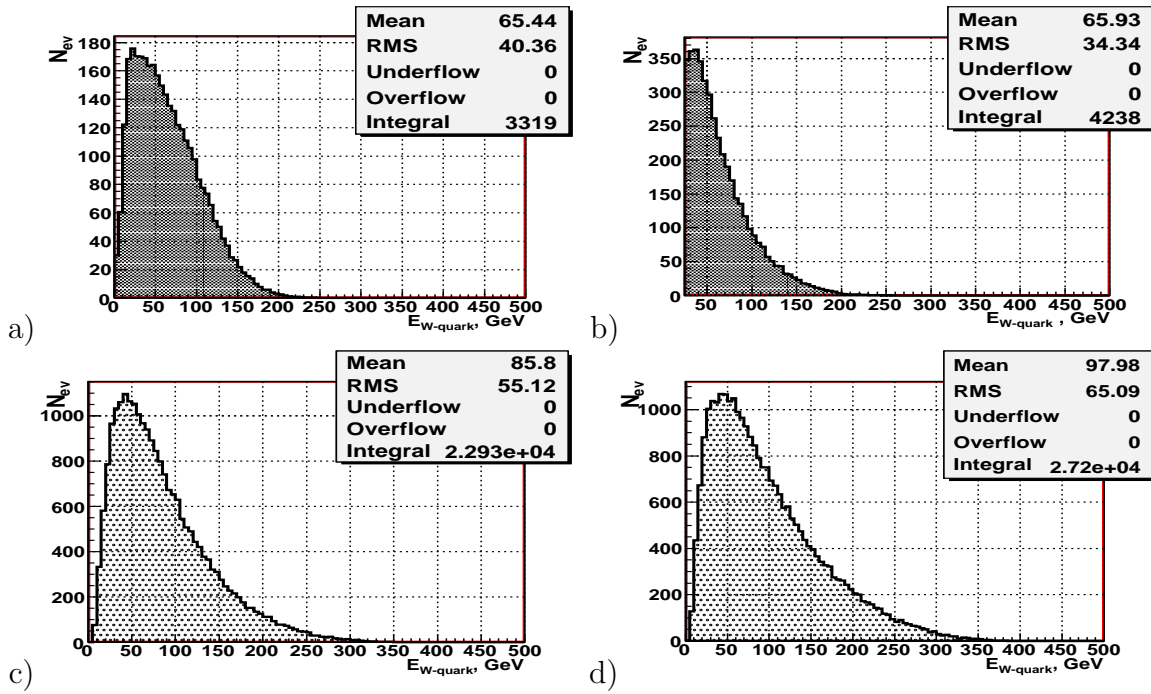 Mean 65.44
RMS 40.36
Underflow 0
Overflow 0
Integral 3319
N_ev
180
160
140
120
100
80
60
40
20
0
0 50 100 150 200 250 300 350 400 450 500
E_W-quark, GeV
a)
Mean 65.93
RMS 34.34
Underflow 0
Overflow 0
Integral 4238
N_ev
350
300
250
200
150
100
50
0
50 100 150 200 250 300 350 400 450 500
E_W-quark, GeV
b)
Mean 85.8
RMS 55.12
Underflow 0
Overflow 0
Integral 2.293e+04
N_ev
1000
800
600
400
200
0
0 50 100 150 200 250 300 350 400 450 500
E_W-quark, GeV
c)
Mean 97.98
RMS 65.09
Underflow 0
Overflow 0
Integral 2.72e+04
N_ev
1000
800
600
400
200
0
0 50 100 150 200 250 300 350 400 450 500
E_W-quark, GeV
d)